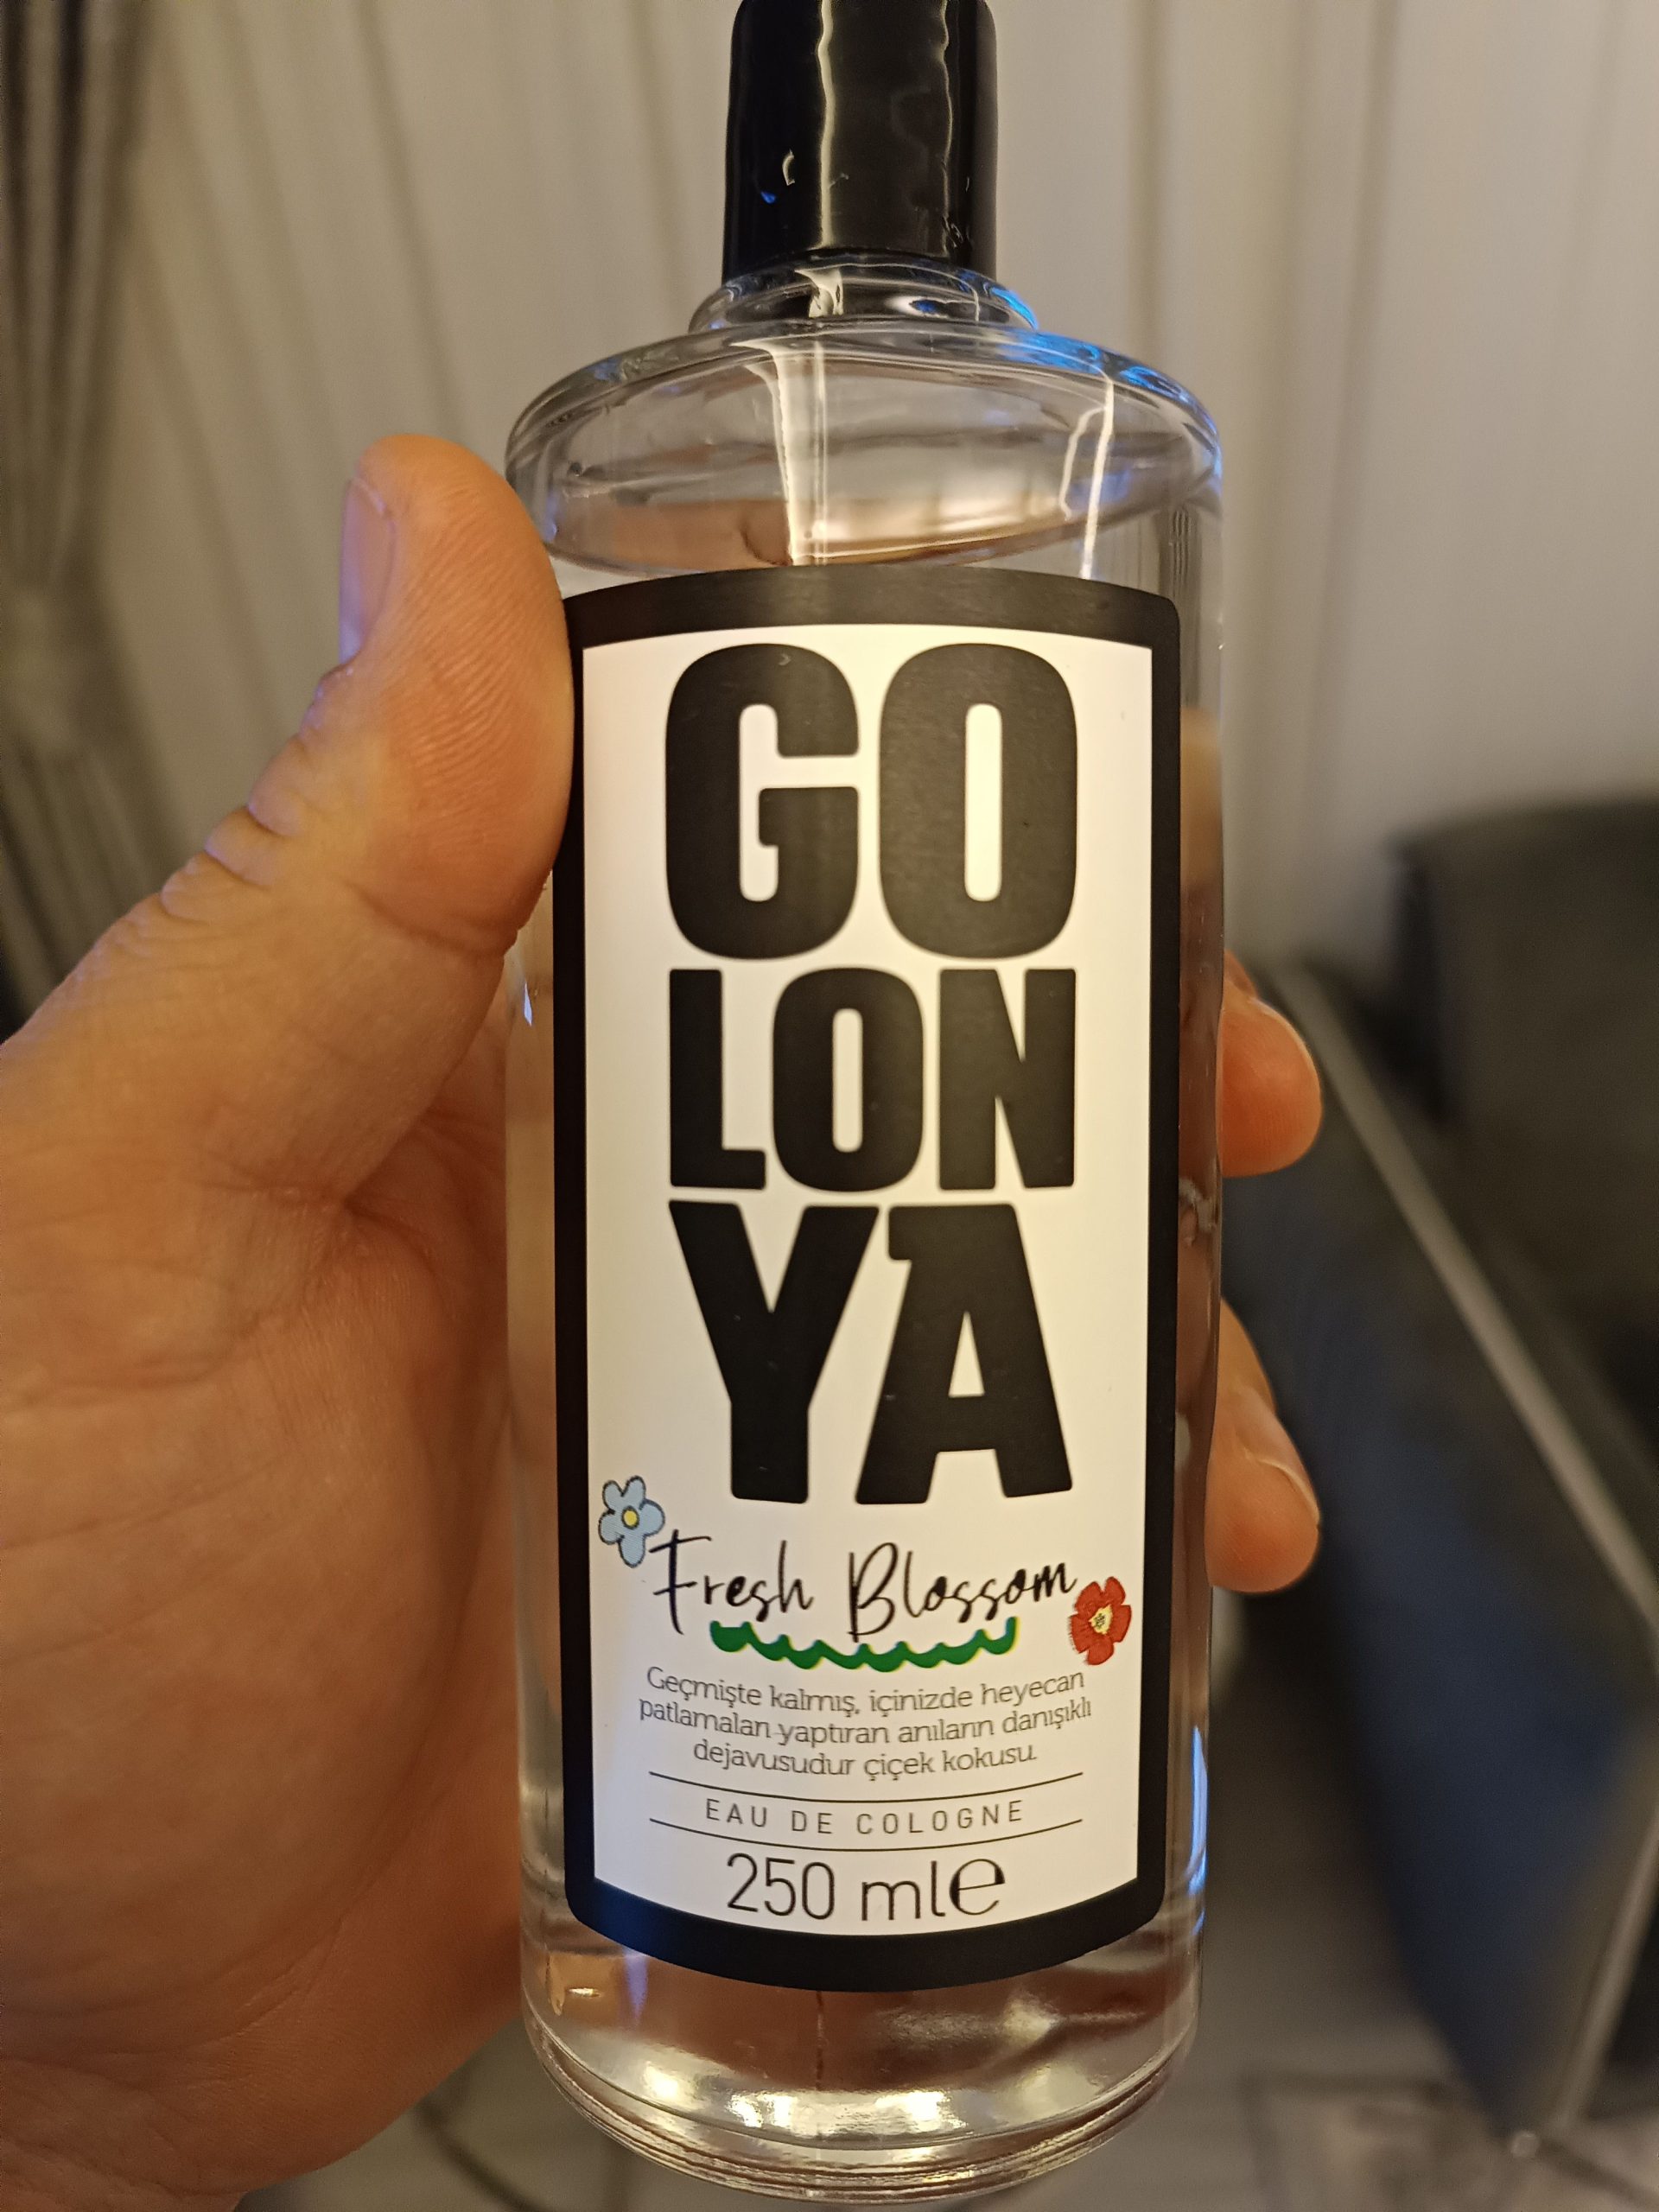 GO
LON
YA
Fresh Blossom
Geçmişte kalmış, içinizde heyecan
patlamaları yaptıran anıların danışıklı
dejavusudur çiçek kokusu.
EAU DE COLOGNE
250 ml℮